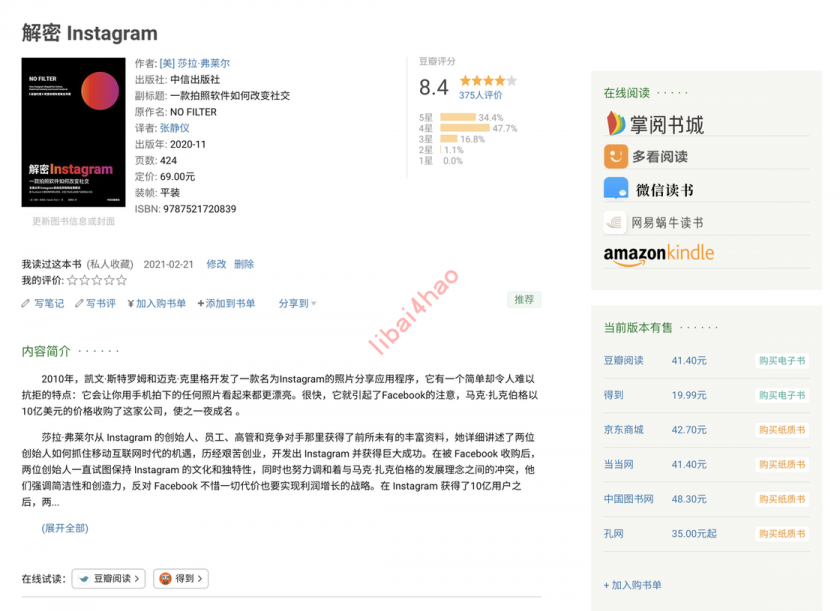 解密 Instagram
NO FILTER
解密Instagram
一款拍照软件如何改变社交
更新图书信息或封面
作者: [美] 莎拉·弗莱尔
出版社: 中信出版社
副标题: 一款拍照软件如何改变社交
原作名: NO FILTER
译者: 张静仪
出版年: 2020-11
页数: 424
定价: 69.00元
装帧: 平装
ISBN: 9787521720839
豆瓣评分
8.4
375人评价
5星 34.4%
4星 47.7%
3星 16.8%
2星 1.1%
1星 0.0%
我读过这本书 (私人收藏) 2021-02-21 修改 删除
我的评价:
写笔记 写书评 ¥加入购书单 +添加到书单 分享到
推荐
内容简介 · · · · · ·
2010年，凯文·斯特罗姆和迈克·克里格开发了一款名为Instagram的照片分享应用程序，它有一个简单却令人难以
抗拒的特点：它会让你用手机拍下的任何照片看起来都更漂亮。很快，它就引起了Facebook的注意，马克·扎克伯格以
10亿美元的价格收购了这家公司，使之一夜成名 。
莎拉·弗莱尔从 Instagram 的创始人、员工、高管和竞争对手那里获得了前所未有的丰富资料，她详细讲述了两位
创始人如何抓住移动互联网时代的机遇，历经艰苦创业，开发出 Instagram 并获得巨大成功。在被 Facebook 收购后，
两位创始人一直试图保持 Instagram 的文化和独特性，同时也努力调和着与马克·扎克伯格的发展理念之间的冲突，他
们强调简洁性和创造力，反对 Facebook 不惜一切代价也要实现利润增长的战略。在 Instagram 获得了10亿用户之
后，两...
(展开全部)
在线试读： 豆瓣阅读 > 得到 >
libai4hao
在线阅读 · · · · ·
掌阅书城
多看阅读
微信读书
网易蜗牛读书
amazonkindle
当前版本有售 · · · · · ·
豆瓣阅读 41.40元 购买电子书
得到 19.99元 购买电子书
京东商城 42.70元 购买纸质书
当当网 41.40元 购买纸质书
中国图书网 48.30元 购买纸质书
孔网 35.00元起 购买纸质书
+ 加入购书单